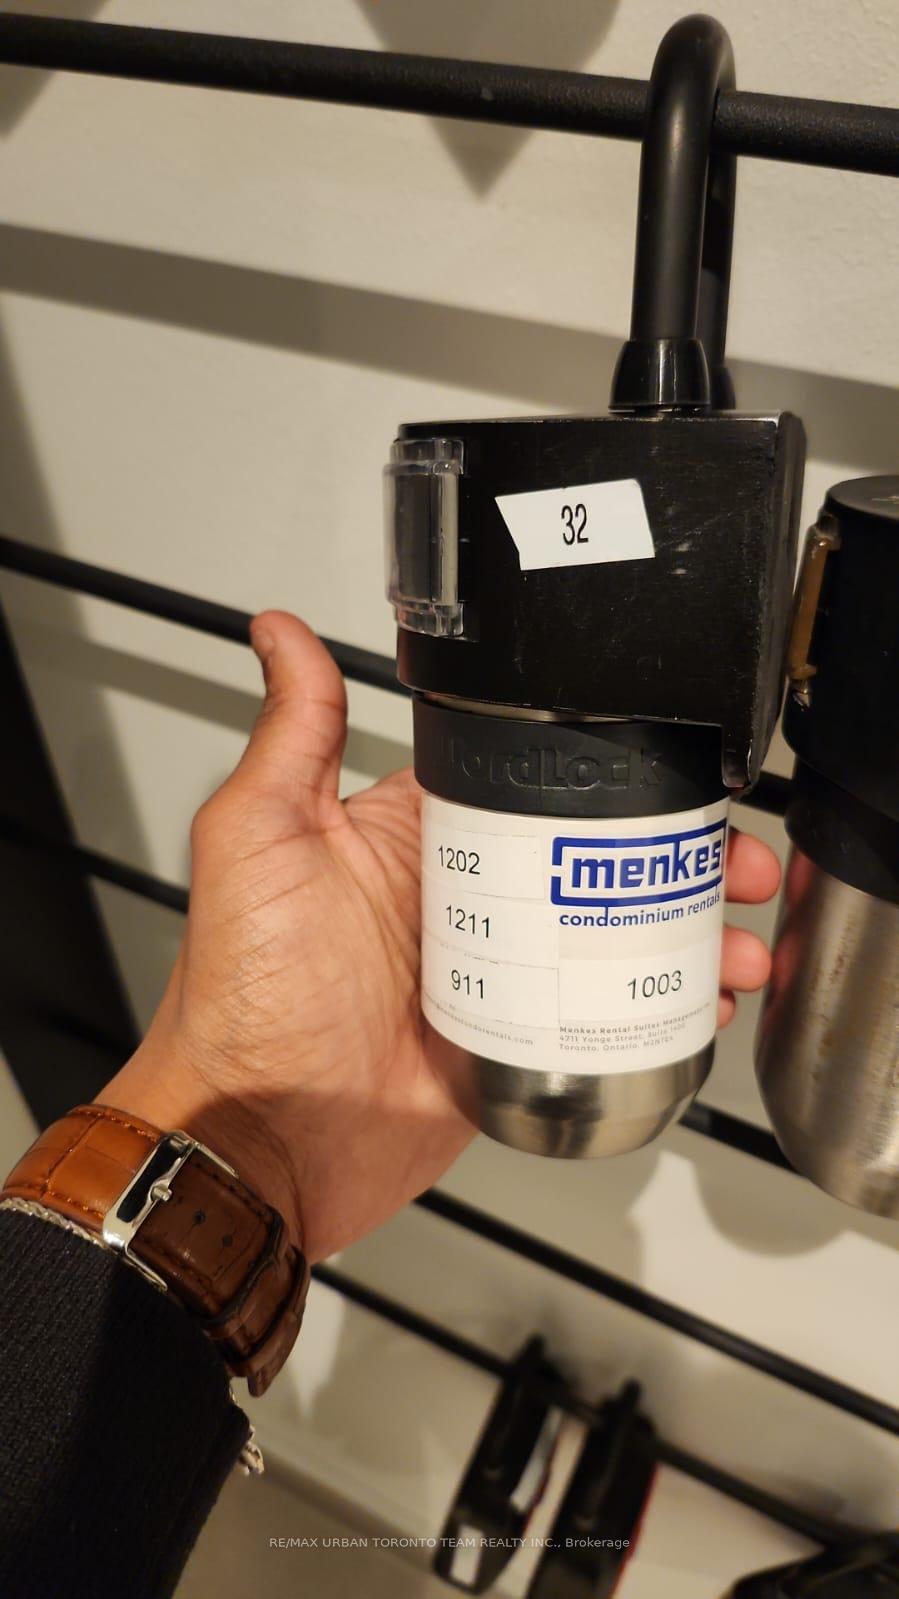 32
WordLock
1202
1211
911
menkes
condominium rentals
1003
Menkes Rental Suites Management Inc.
4711 Yonge Street, Suite 1400
Toronto, Ontario, M2N7E4
RE/MAX URBAN TORONTO TEAM REALTY INC., Brokerage